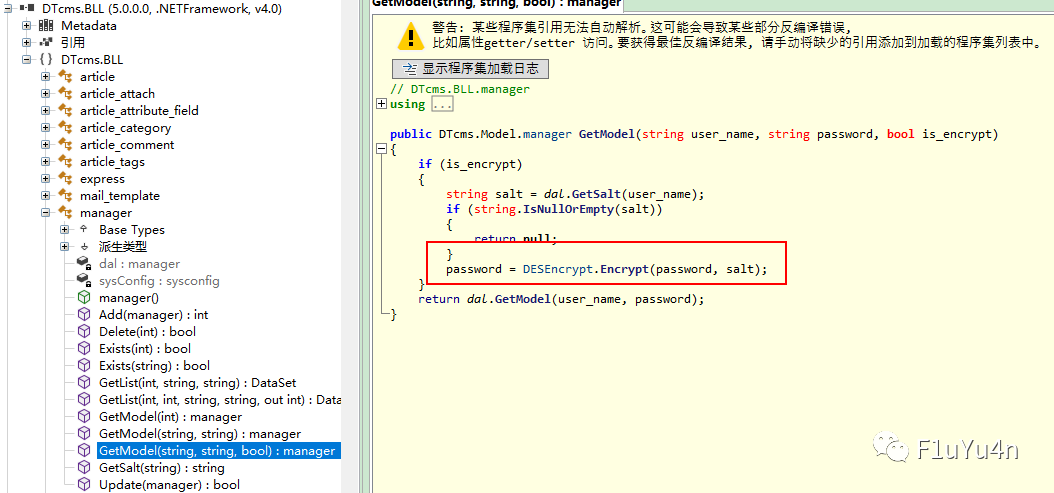 DTcms.BLL (5.0.0.0, .NETFramework, v4.0)
Metadata
引用
DTcms.BLL
article
article_attach
article_attribute_field
article_category
article_comment
article_tags
express
mail_template
manager
Base Types
派生类型
dal : manager
sysConfig : sysconfig
manager()
Add(manager) : int
Delete(int) : bool
Exists(int) : bool
Exists(string) : bool
GetList(int, string, string) : DataSet
GetList(int, int, string, string, out int) : Data
GetModel(int) : manager
GetModel(string, string) : manager
GetModel(string, string, bool) : manager
GetSalt(string) : string
Update(manager) : bool
GetModel(string, string, bool) : manager
警告: 某些程序集引用无法自动解析。这可能会导致某些部分反编译错误,
比如属性getter/setter 访问。要获得最佳反编译结果, 请手动将缺少的引用添加到加载的程序集列表中。
显示程序集加载日志
// DTcms.BLL.manager
using ...
public DTcms.Model.manager GetModel(string user_name, string password, bool is_encrypt)
{
if (is_encrypt)
{
string salt = dal.GetSalt(user_name);
if (string.IsNullOrEmpty(salt))
{
return null;
}
password = DESEncrypt.Encrypt(password, salt);
}
return dal.GetModel(user_name, password);
}
F1uYu4n